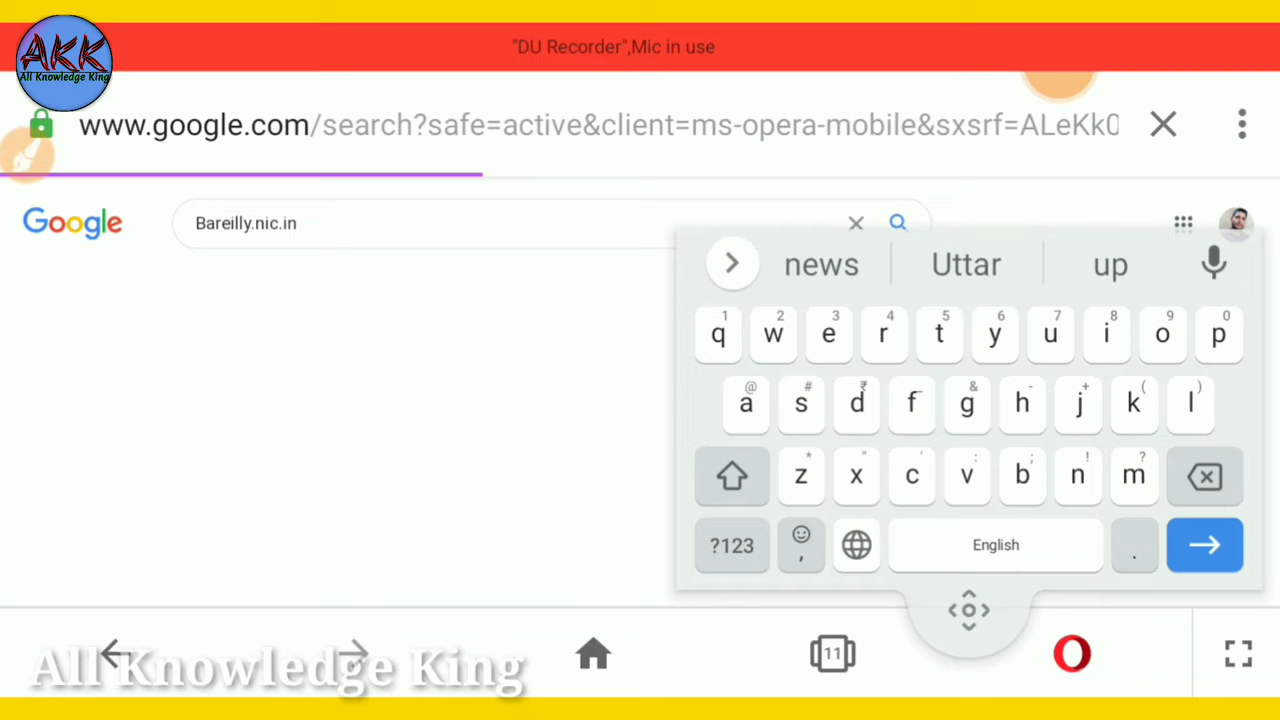 "DU Recorder",Mic in use
AKK
All Knowledge King
www.google.com/search?safe=active&client=ms-opera-mobile&sxsrf=ALeKk0
Google
Bareilly.nic.in
news Uttar up
1 2 3 4 5 6 7 8 9 0
q w e r t y u i o p
@ # ₹ _ & - + ( )
a s d f g h j k l
* " ' : ; ! ?
z x c v b n m
?123 , English .
11
All Knowledge King